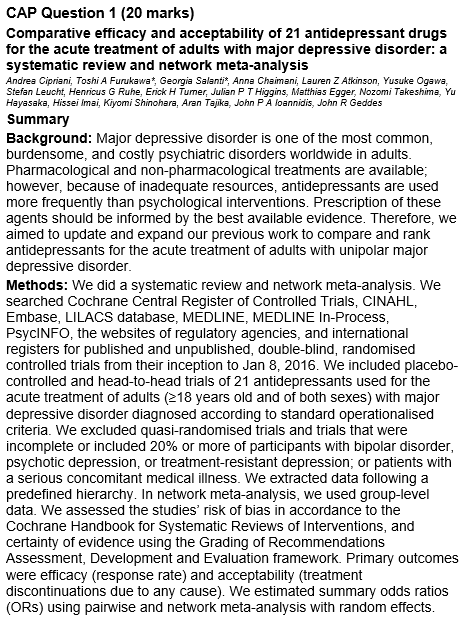 CAP Question 1 (20 marks)
Comparative efficacy and acceptability of 21 antidepressant drugs
for the acute treatment of adults with major depressive disorder: a
systematic review and network meta-analysis
Andrea Cipriani, Toshi A Furukawa*, Georgia Salanti*, Anna Chaimani, Lauren Z Atkinson, Yusuke Ogawa,
Stefan Leucht, Henricus G Ruhe, Erick H Turner, Julian P T Higgins, Matthias Egger, Nozomi Takeshima, Yu
Hayasaka, Hissei Imai, Kiyomi Shinohara, Aran Tajika, John P A Ioannidis, John R Geddes
Summary
Background: Major depressive disorder is one of the most common,
burdensome, and costly psychiatric disorders worldwide in adults.
Pharmacological and non-pharmacological treatments are available;
however, because of inadequate resources, antidepressants are used
more frequently than psychological interventions. Prescription of these
agents should be informed by the best available evidence. Therefore, we
aimed to update and expand our previous work to compare and rank
antidepressants for the acute treatment of adults with unipolar major
depressive disorder.
Methods: We did a systematic review and network meta-analysis. We
searched Cochrane Central Register of Controlled Trials, CINAHL,
Embase, LILACS database, MEDLINE, MEDLINE In-Process,
PsycINFO, the websites of regulatory agencies, and international
registers for published and unpublished, double-blind, randomised
controlled trials from their inception to Jan 8, 2016. We included placebo-
controlled and head-to-head trials of 21 antidepressants used for the
acute treatment of adults (≥18 years old and of both sexes) with major
depressive disorder diagnosed according to standard operationalised
criteria. We excluded quasi-randomised trials and trials that were
incomplete or included 20% or more of participants with bipolar disorder,
psychotic depression, or treatment-resistant depression; or patients with
a serious concomitant medical illness. We extracted data following a
predefined hierarchy. In network meta-analysis, we used group-level
data. We assessed the studies' risk of bias in accordance to the
Cochrane Handbook for Systematic Reviews of Interventions, and
certainty of evidence using the Grading of Recommendations
Assessment, Development and Evaluation framework. Primary outcomes
were efficacy (response rate) and acceptability (treatment
discontinuations due to any cause). We estimated summary odds ratios
(ORs) using pairwise and network meta-analysis with random effects.